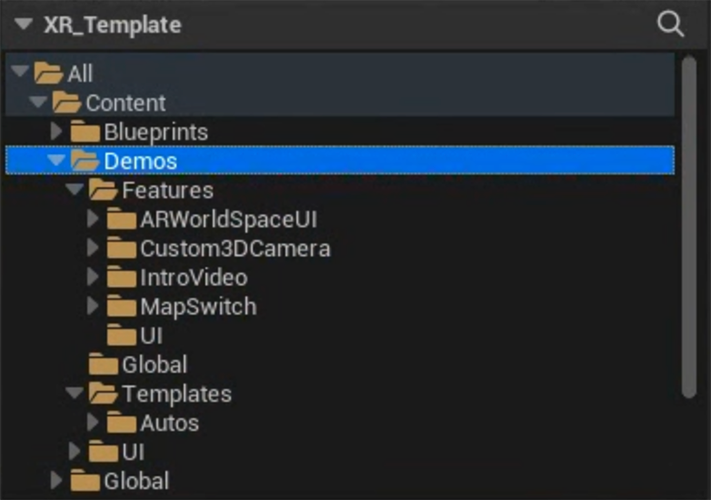 XR_Template
All
Content
Blueprints
Demos
Features
ARWorldSpaceUI
Custom3DCamera
IntroVideo
MapSwitch
UI
Global
Templates
Autos
UI
Global